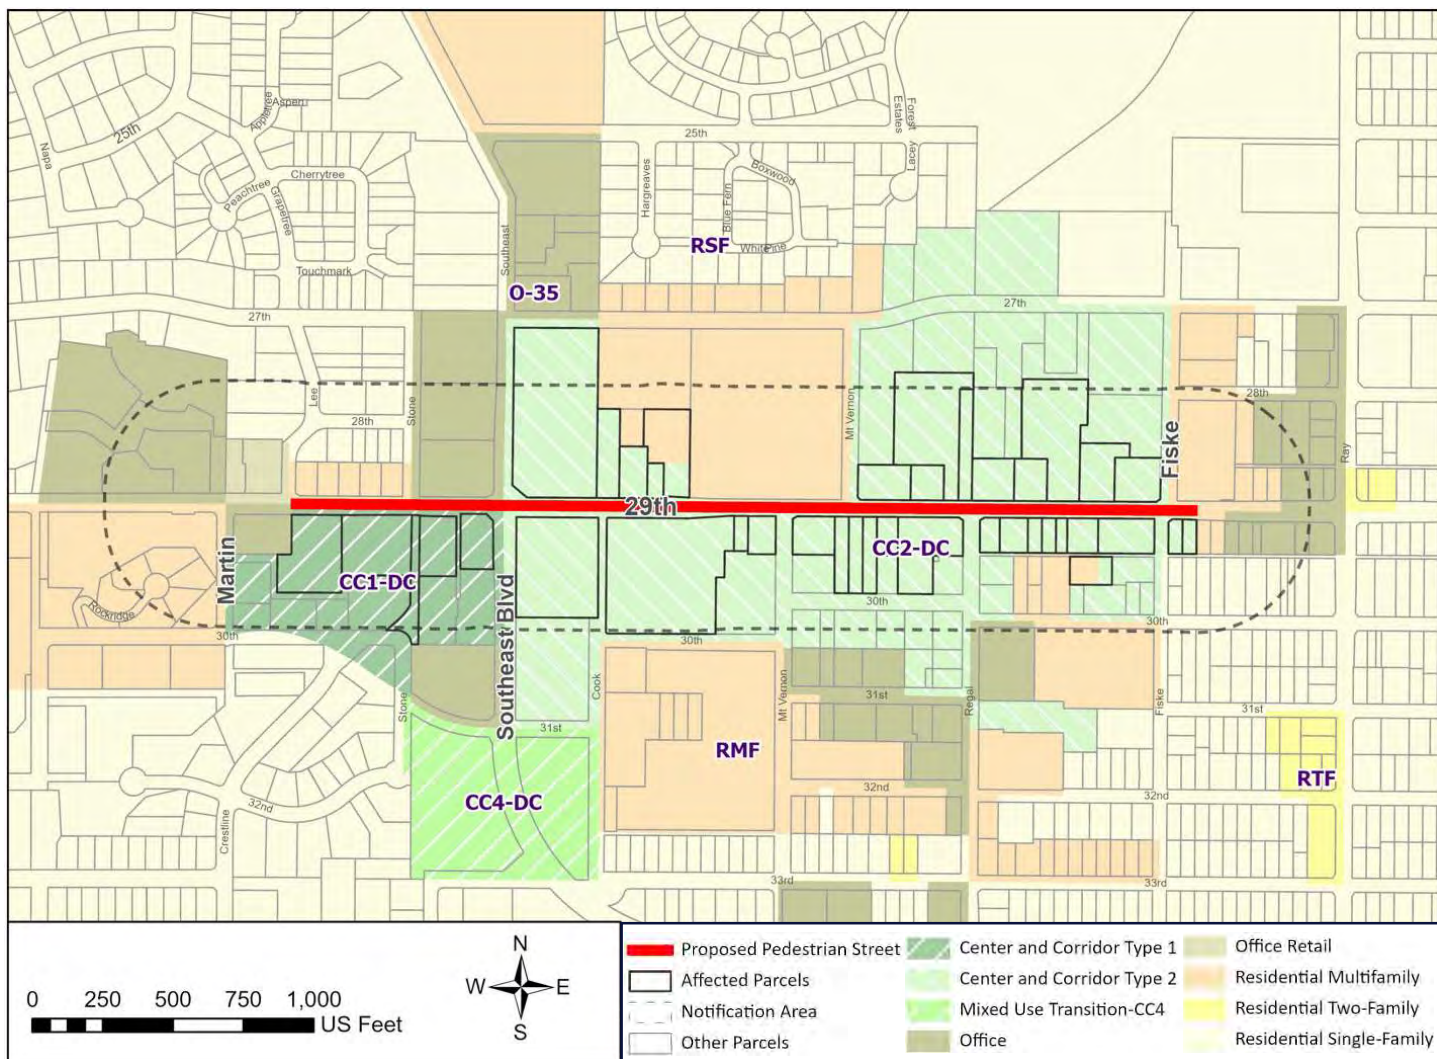 25th
Appletree
Aspen
Napa
Peachtree
Cherrytree
Grapetree
Touchmark
Southeast
25th
Hargreaves
Blue Fern
Boxwood
WhitePine
Forest
Estates
Lacey
RSF
O-35
27th
27th
Lee
28th
Stone
Mt Vernon
28th
Fiske
Ray
29th
Martin
CC1-DC
CC2-DC
Rockridge
30th
30th
30th
30th
Southeast Blvd
Stone
Cook
31st
Mt Vernon
31st
Regal
Fiske
31st
RMF
RTF
CC4-DC
32nd
32nd
32nd
Crestline
33rd
33rd
0 250 500 750 1,000
US Feet
N
W E
S
Proposed Pedestrian Street
Affected Parcels
Notification Area
Other Parcels
Center and Corridor Type 1
Center and Corridor Type 2
Mixed Use Transition-CC4
Office
Office Retail
Residential Multifamily
Residential Two-Family
Residential Single-Family